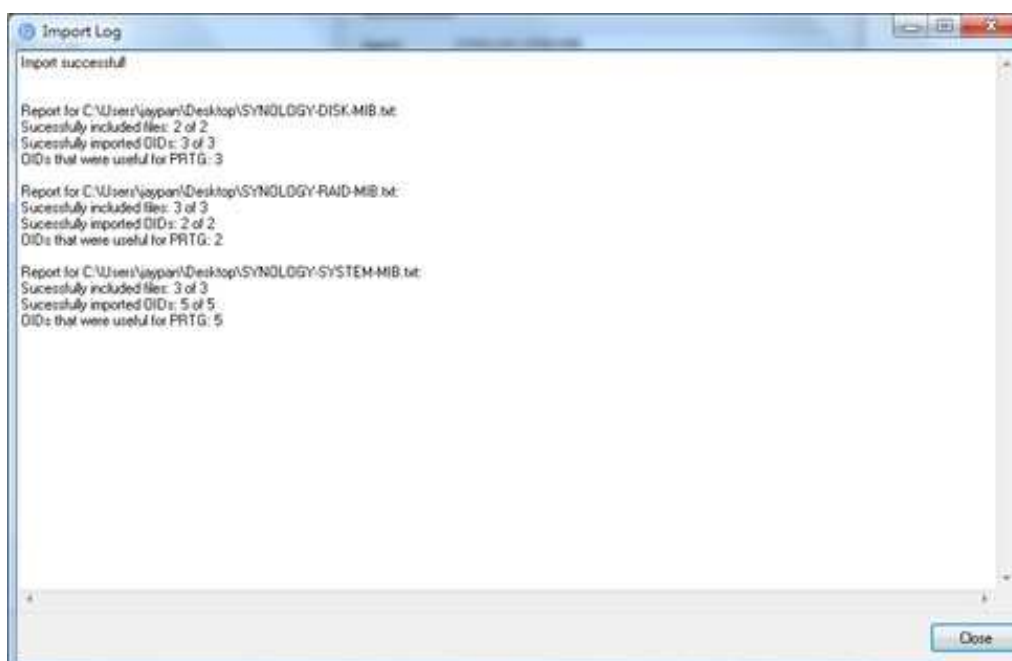 Import Log
Import successful!
Report for C:\Users\jaypan\Desktop\SYNOLOGY-DISK-MIB.txt:
Sucessfully included files: 2 of 2
Sucessfully imported OIDs: 3 of 3
OIDs that were useful for PRTG: 3
Report for C:\Users\jaypan\Desktop\SYNOLOGY-RAID-MIB.txt:
Sucessfully included files: 3 of 3
Sucessfully imported OIDs: 2 of 2
OIDs that were useful for PRTG: 2
Report for C:\Users\jaypan\Desktop\SYNOLOGY-SYSTEM-MIB.txt:
Sucessfully included files: 3 of 3
Sucessfully imported OIDs: 5 of 5
OIDs that were useful for PRTG: 5
Close